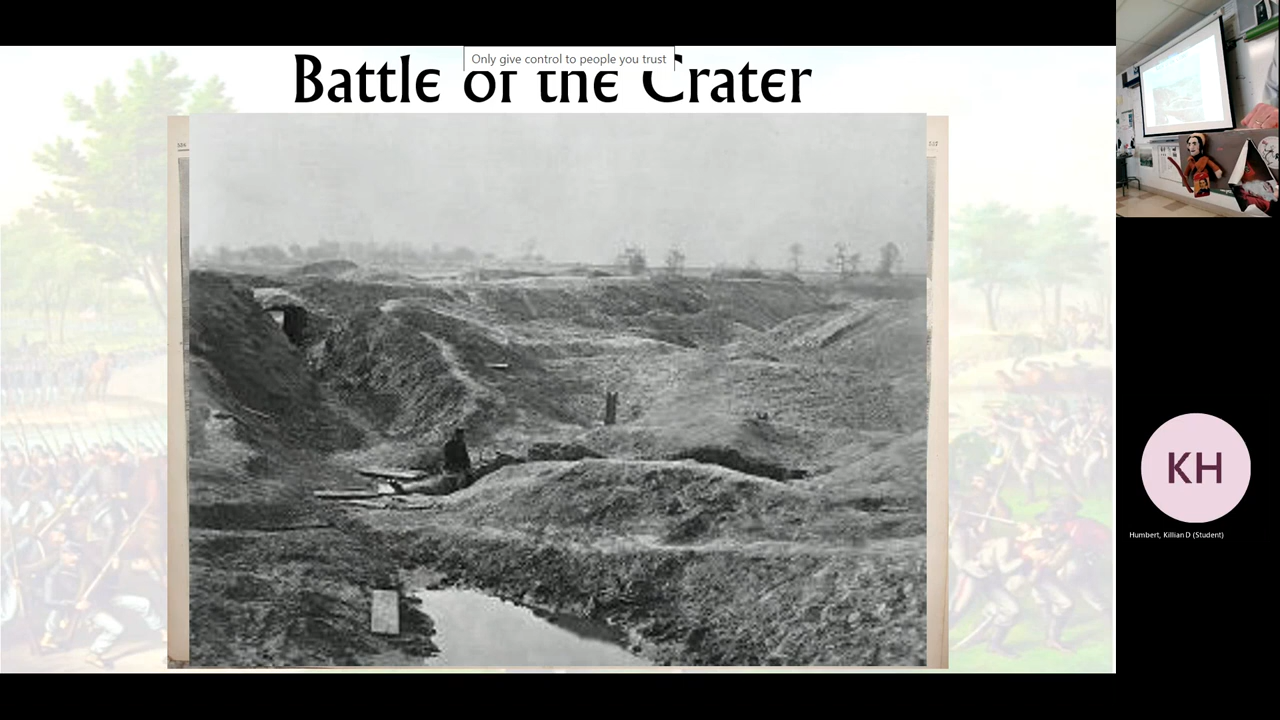 Battle of the Crater
Only give control to people you trust
KH
Humbert, Killian D (Student)